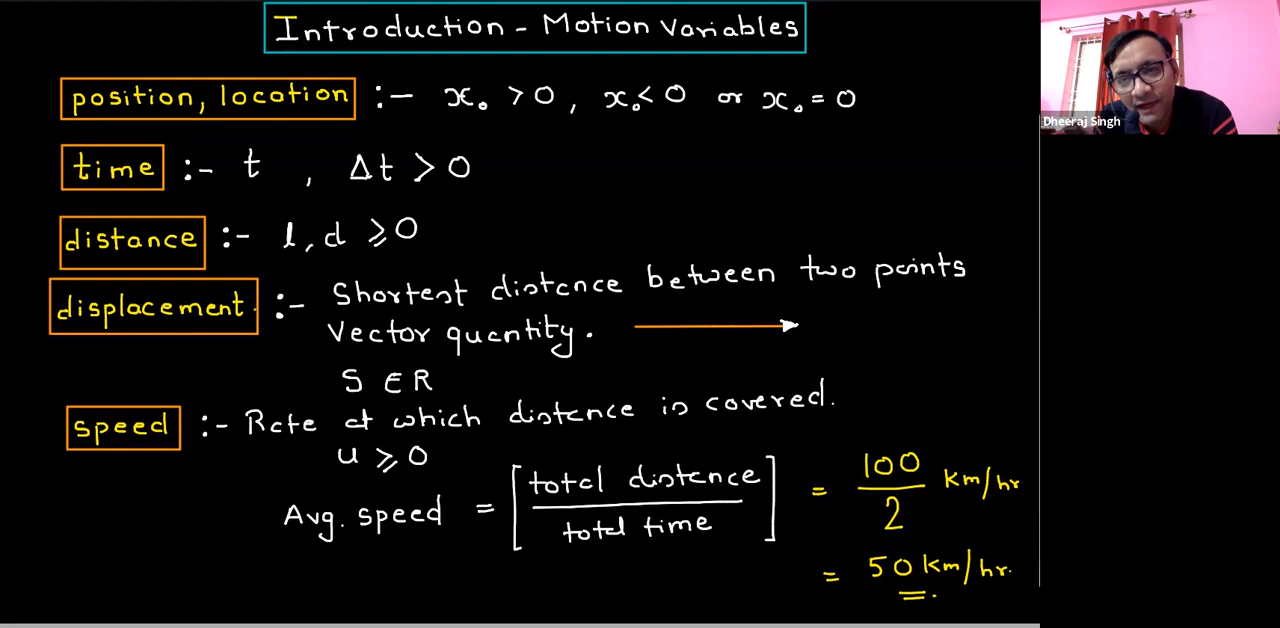 Introduction - Motion Variables
position, location :- x₀ > 0, x₀ < 0 or x₀ = 0
Dheeraj Singh
time :- t , Δt > 0
distance :- l, d ⩾ 0
displacement :- Shortest distance between two points
Vector quantity.
S ∈ R
speed :- Rate at which distance is covered.
u ⩾ 0
Avg. speed = [total distance / total time] = 100/2 km/hr
= 50 km/hr.